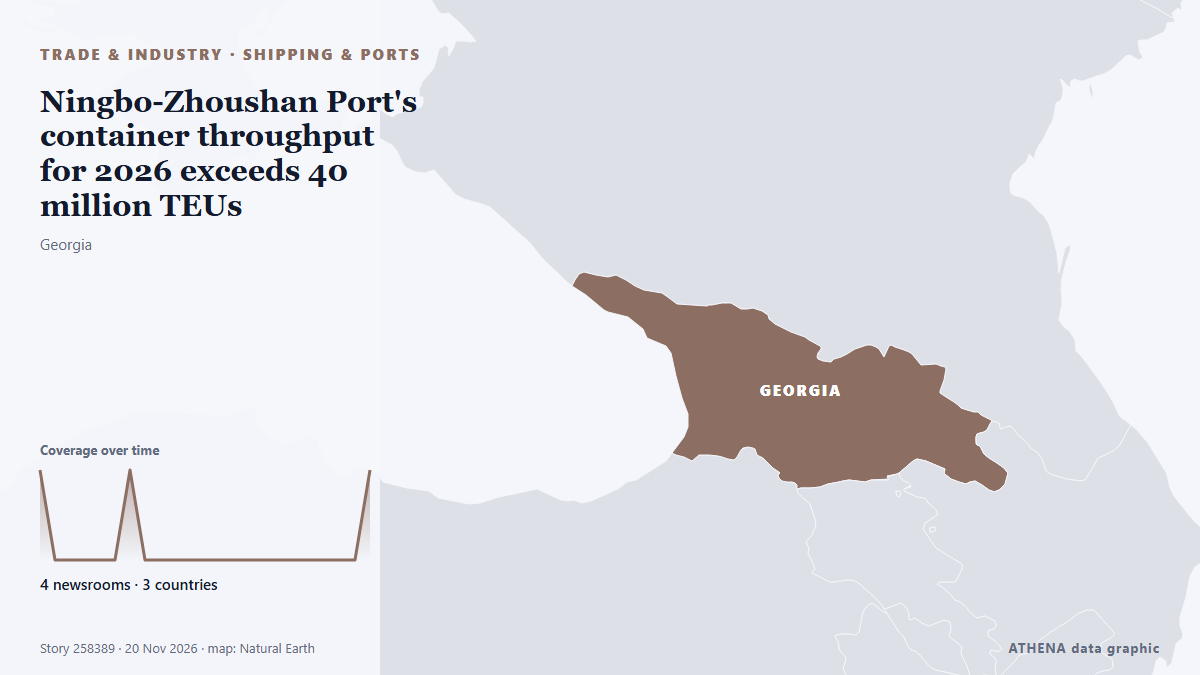 TRADE & INDUSTRY · SHIPPING & PORTS
Ningbo-Zhoushan Port's
container throughput
for 2026 exceeds 40
million TEUs
Georgia
GEORGIA
Coverage over time
4 newsrooms · 3 countries
Story 258389 · 20 Nov 2026 · map: Natural Earth
ATHENA data graphic